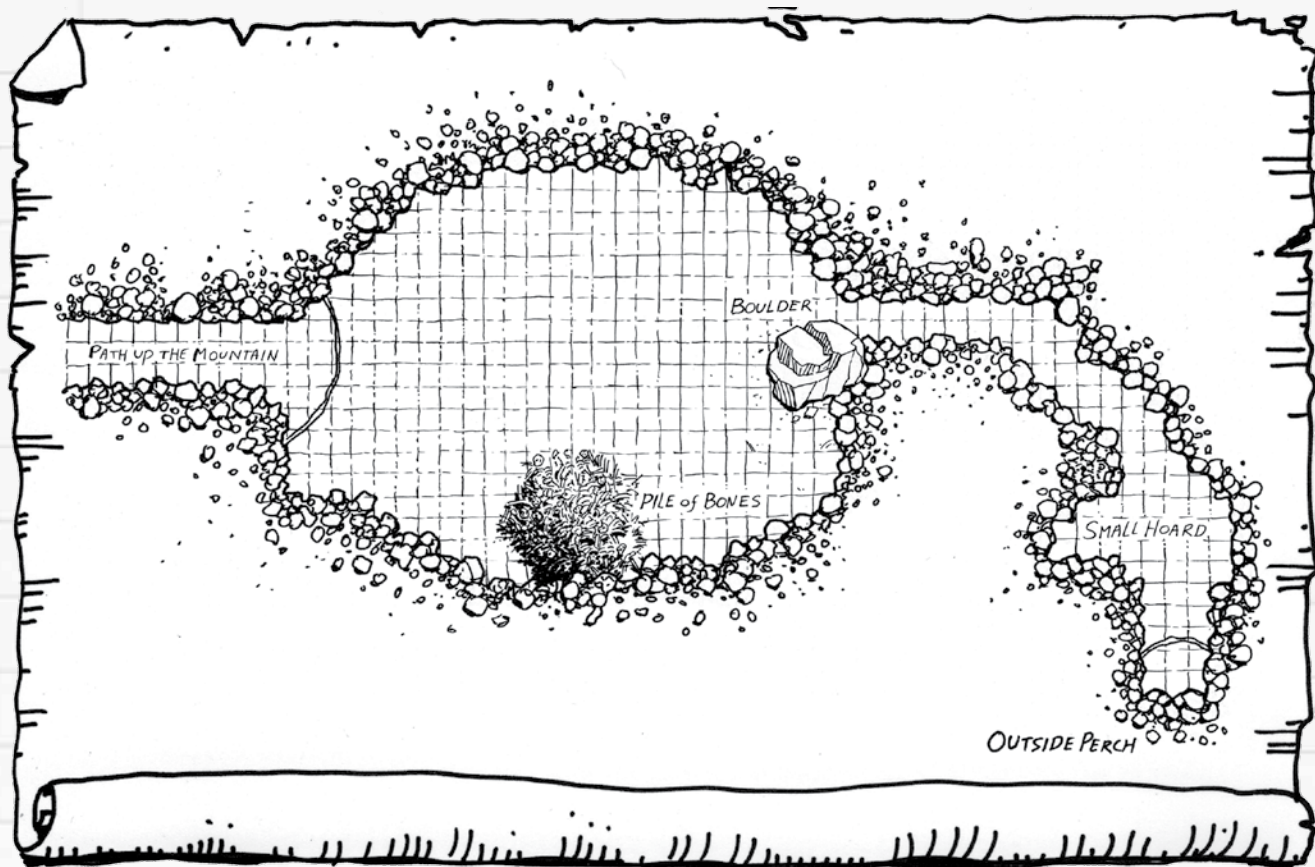 BOULDER
PATH UP THE MOUNTAIN
PILE of BONES
SMALL HOARD
OUTSIDE PERCH